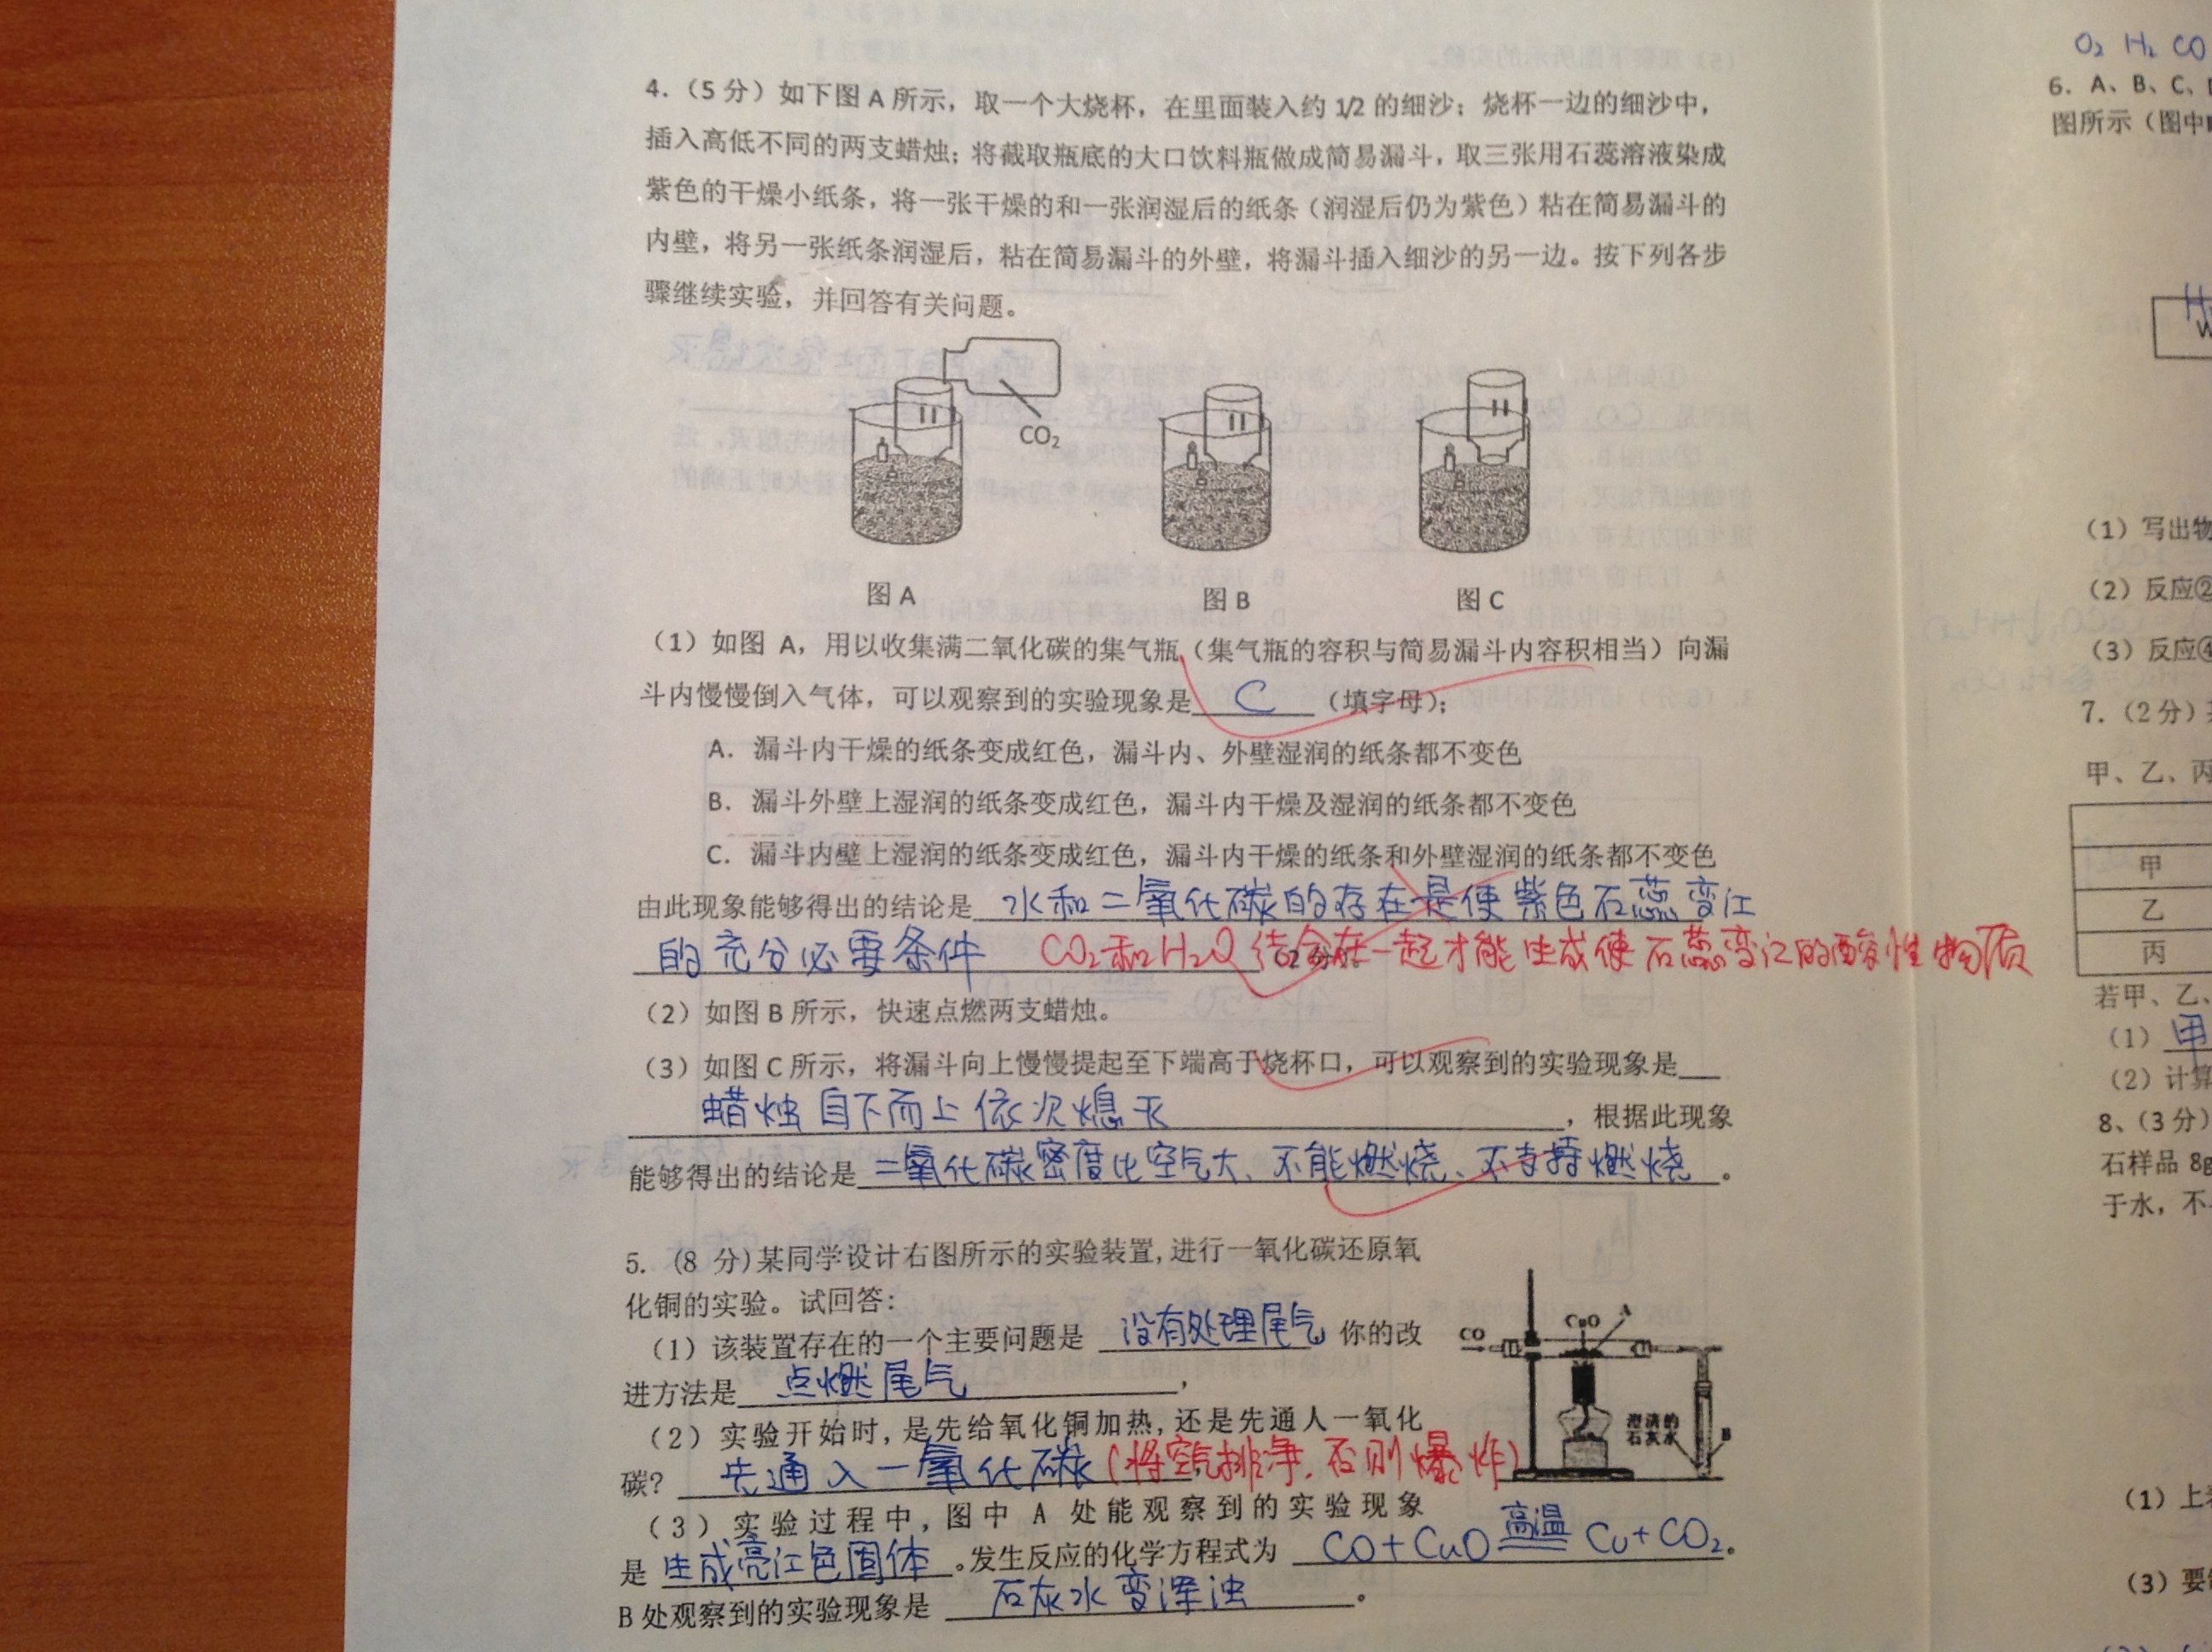 4.（5分）如下图A所示，取一个大烧杯，在里面装入约1/2的细沙；烧杯一边的细沙中，
插入高低不同的两支蜡烛；将截取瓶底的大口饮料瓶做成简易漏斗，取三张用石蕊溶液染成
紫色的干燥小纸条，将一张干燥的和一张润湿后的纸条（润湿后仍为紫色）粘在简易漏斗的
内壁，将另一张纸条润湿后，粘在简易漏斗的外壁，将漏斗插入细沙的另一边。按下列各步
骤继续实验，并回答有关问题。
CO₂
图A 图B 图C
（1）如图 A，用以收集满二氧化碳的集气瓶（集气瓶的容积与简易漏斗内容积相当）向漏
斗内慢慢倒入气体，可以观察到的实验现象是 C （填字母）；
A．漏斗内干燥的纸条变成红色，漏斗内、外壁湿润的纸条都不变色
B．漏斗外壁上湿润的纸条变成红色，漏斗内干燥及湿润的纸条都不变色
C．漏斗内壁上湿润的纸条变成红色，漏斗内干燥的纸条和外壁湿润的纸条都不变色
由此现象能够得出的结论是 水和二氧化碳的存在是使紫色石蕊变红
的充分必要条件 CO₂和H₂O结合在一起才能生成使石蕊变红的酸性物质
（2）如图B所示，快速点燃两支蜡烛。
（3）如图C所示，将漏斗向上慢慢提起至下端高于烧杯口，可以观察到的实验现象是
蜡烛自下而上依次熄灭，根据此现象
能够得出的结论是 二氧化碳密度比空气大、不能燃烧、不支持燃烧。
5.（8 分）某同学设计右图所示的实验装置,进行一氧化碳还原氧
化铜的实验。试回答:
（1）该装置存在的一个主要问题是 没有处理尾气 你的改
进方法是 点燃尾气，
（2）实验开始时,是先给氧化铜加热,还是先通人一氧化
碳? 先通入一氧化碳（将空气排净，否则爆炸）
（3）实验过程中,图中 A 处能观察到的实验现象
是 生成亮红色固体。发生反应的化学方程式为 CO+CuO 高温 Cu+CO₂。
B处观察到的实验现象是 石灰水变浑浊。
CO CuO A
澄清的
石灰水 B
O₂ H₂ CO
6. A、B、C、
图所示（图中
W
（1）写出物
（2）反应②
（3）反应④
7.（2分）
甲、乙、丙
甲
乙
丙
若甲、乙、
（1）甲
（2）计算
8、（3分）
石样品8g
于水，不
（1）上
（3）要